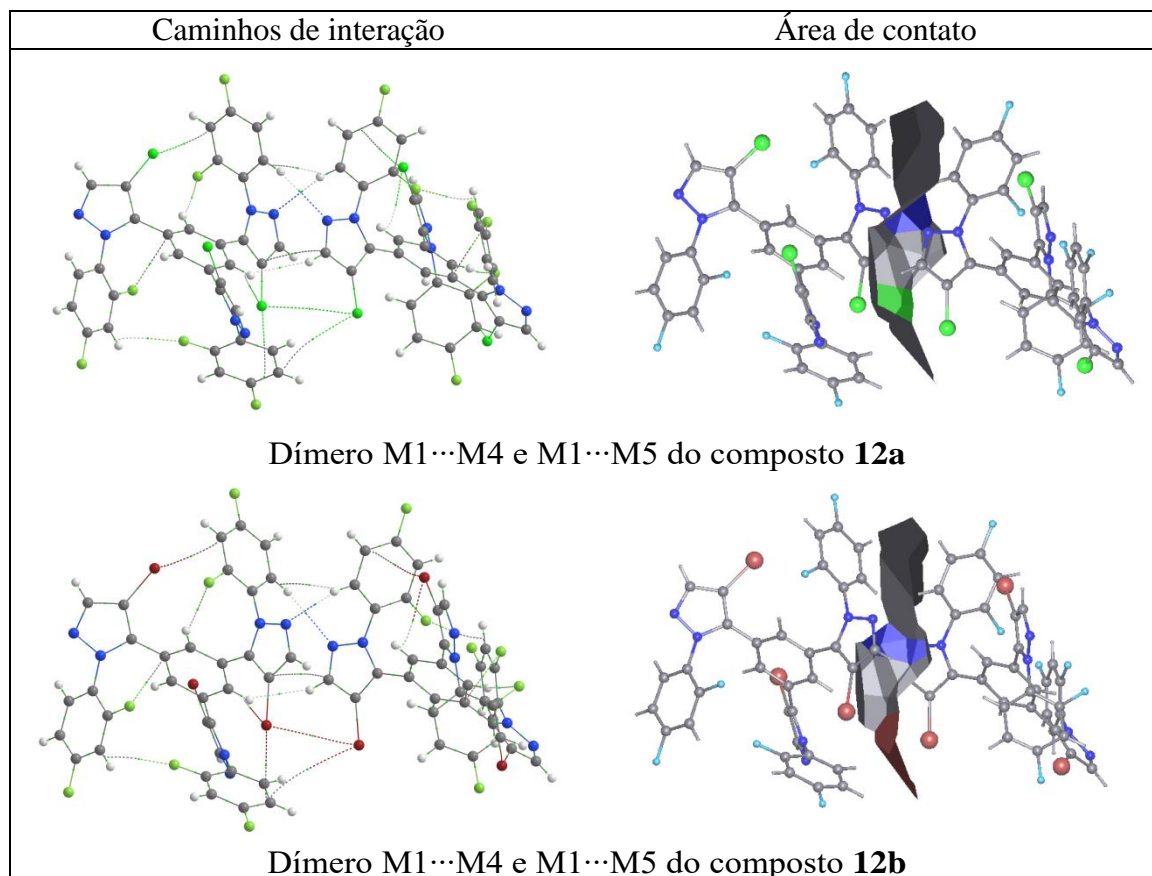 Caminhos de interação
Área de contato
Dímero M1···M4 e M1···M5 do composto 12a
Dímero M1···M4 e M1···M5 do composto 12b